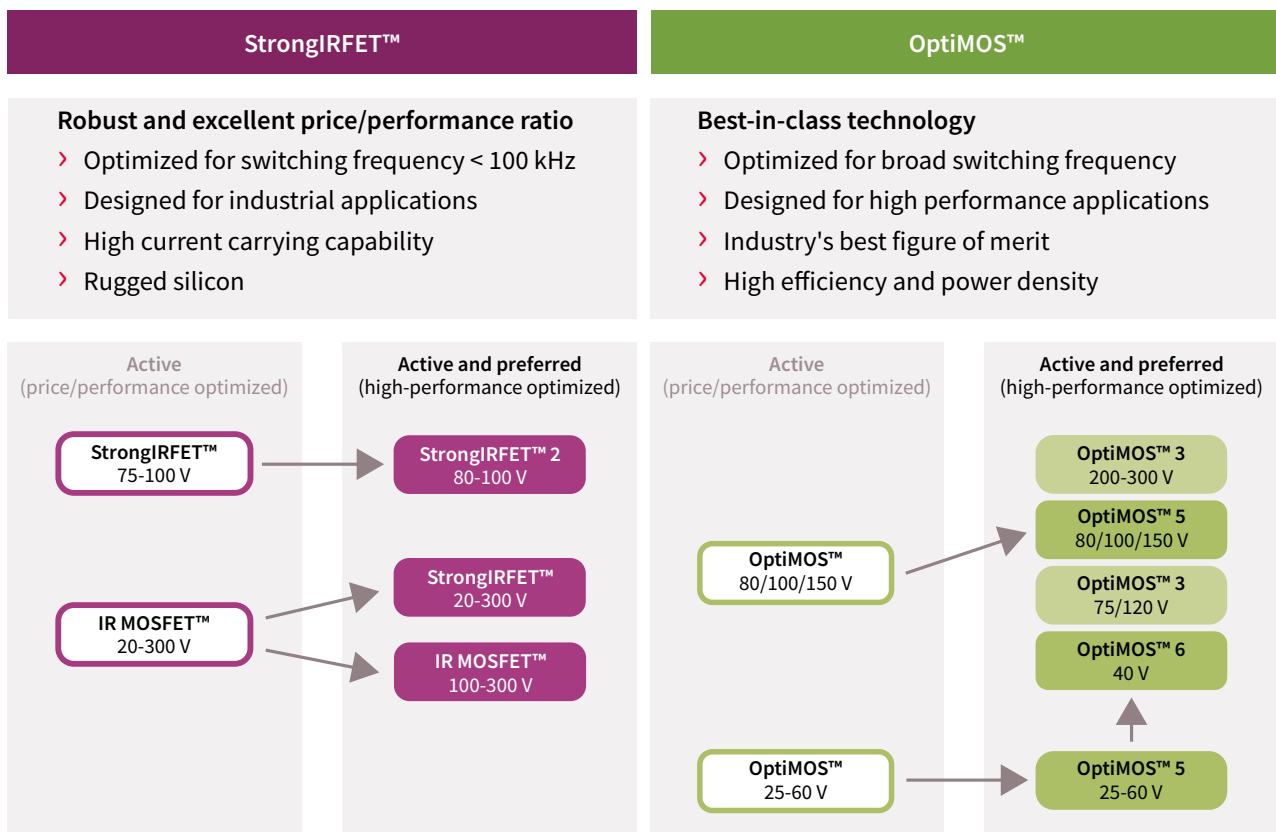 StrongIRFET™
Robust and excellent price/performance ratio
› Optimized for switching frequency < 100 kHz
› Designed for industrial applications
› High current carrying capability
› Rugged silicon
Active
(price/performance optimized)
StrongIRFET™
75-100 V
IR MOSFET™
20-300 V
Active and preferred
(high-performance optimized)
StrongIRFET™ 2
80-100 V
StrongIRFET™
20-300 V
IR MOSFET™
100-300 V
OptiMOS™
Best-in-class technology
› Optimized for broad switching frequency
› Designed for high performance applications
› Industry's best figure of merit
› High efficiency and power density
Active
(price/performance optimized)
OptiMOS™
80/100/150 V
OptiMOS™
25-60 V
Active and preferred
(high-performance optimized)
OptiMOS™ 3
200-300 V
OptiMOS™ 5
80/100/150 V
OptiMOS™ 3
75/120 V
OptiMOS™ 6
40 V
OptiMOS™ 5
25-60 V